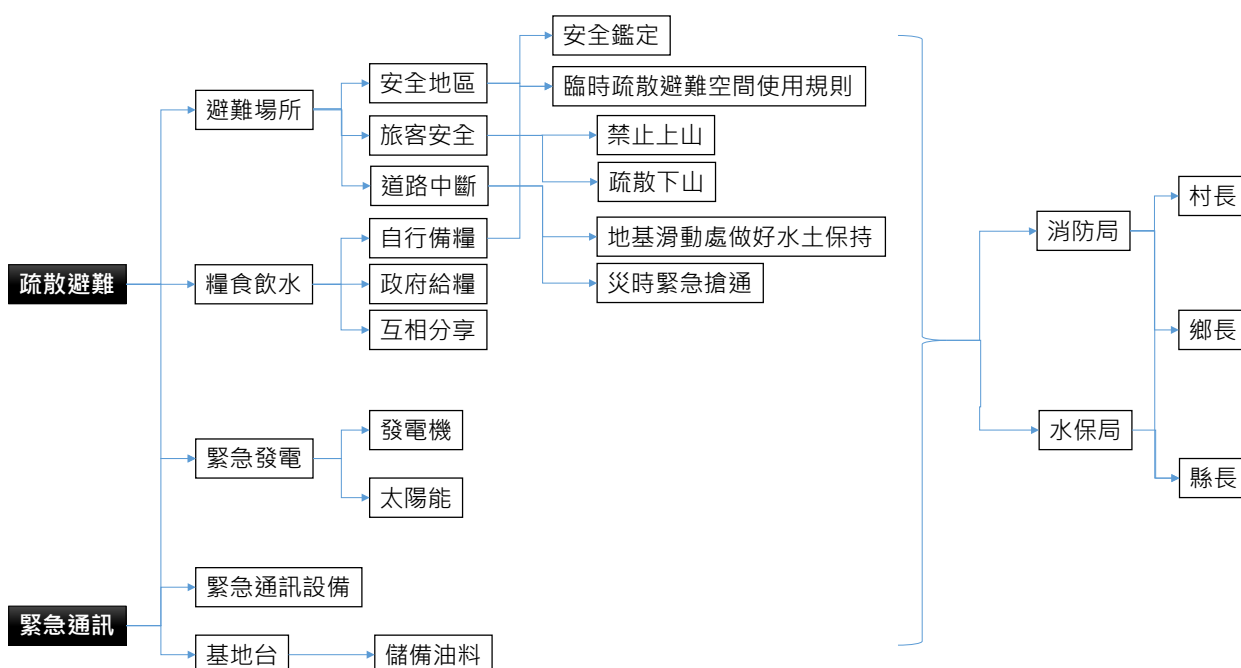 疏散避難
緊急通訊
避難場所
糧食飲水
緊急發電
緊急通訊設備
基地台
安全地區
旅客安全
道路中斷
自行備糧
政府給糧
互相分享
發電機
太陽能
儲備油料
安全鑑定
臨時疏散避難空間使用規則
禁止上山
疏散下山
地基滑動處做好水土保持
災時緊急搶通
消防局
水保局
村長
鄉長
縣長